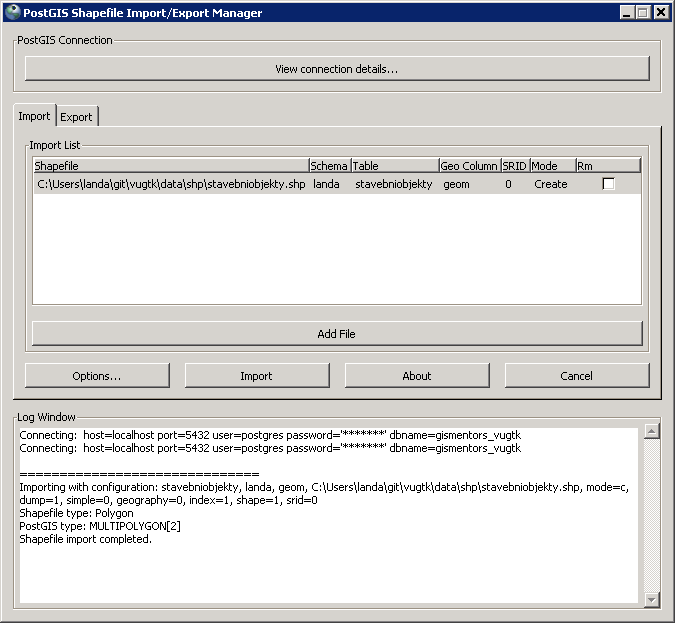 PostGIS Shapefile Import/Export Manager
PostGIS Connection
View connection details...
Import Export
Import List
Shapefile Schema Table Geo Column SRID Mode Rm
C:\Users\landa\git\vugtk\data\shp\stavebniobjekty.shp landa stavebniobjekty geom 0 Create
Add File
Options... Import About Cancel
Log Window
Connecting: host=localhost port=5432 user=postgres password='*******' dbname=gismentors_vugtk
Connecting: host=localhost port=5432 user=postgres password='*******' dbname=gismentors_vugtk
==============================
Importing with configuration: stavebniobjekty, landa, geom, C:\Users\landa\git\vugtk\data\shp\stavebniobjekty.shp, mode=c,
dump=1, simple=0, geography=0, index=1, shape=1, srid=0
Shapefile type: Polygon
PostGIS type: MULTIPOLYGON[2]
Shapefile import completed.